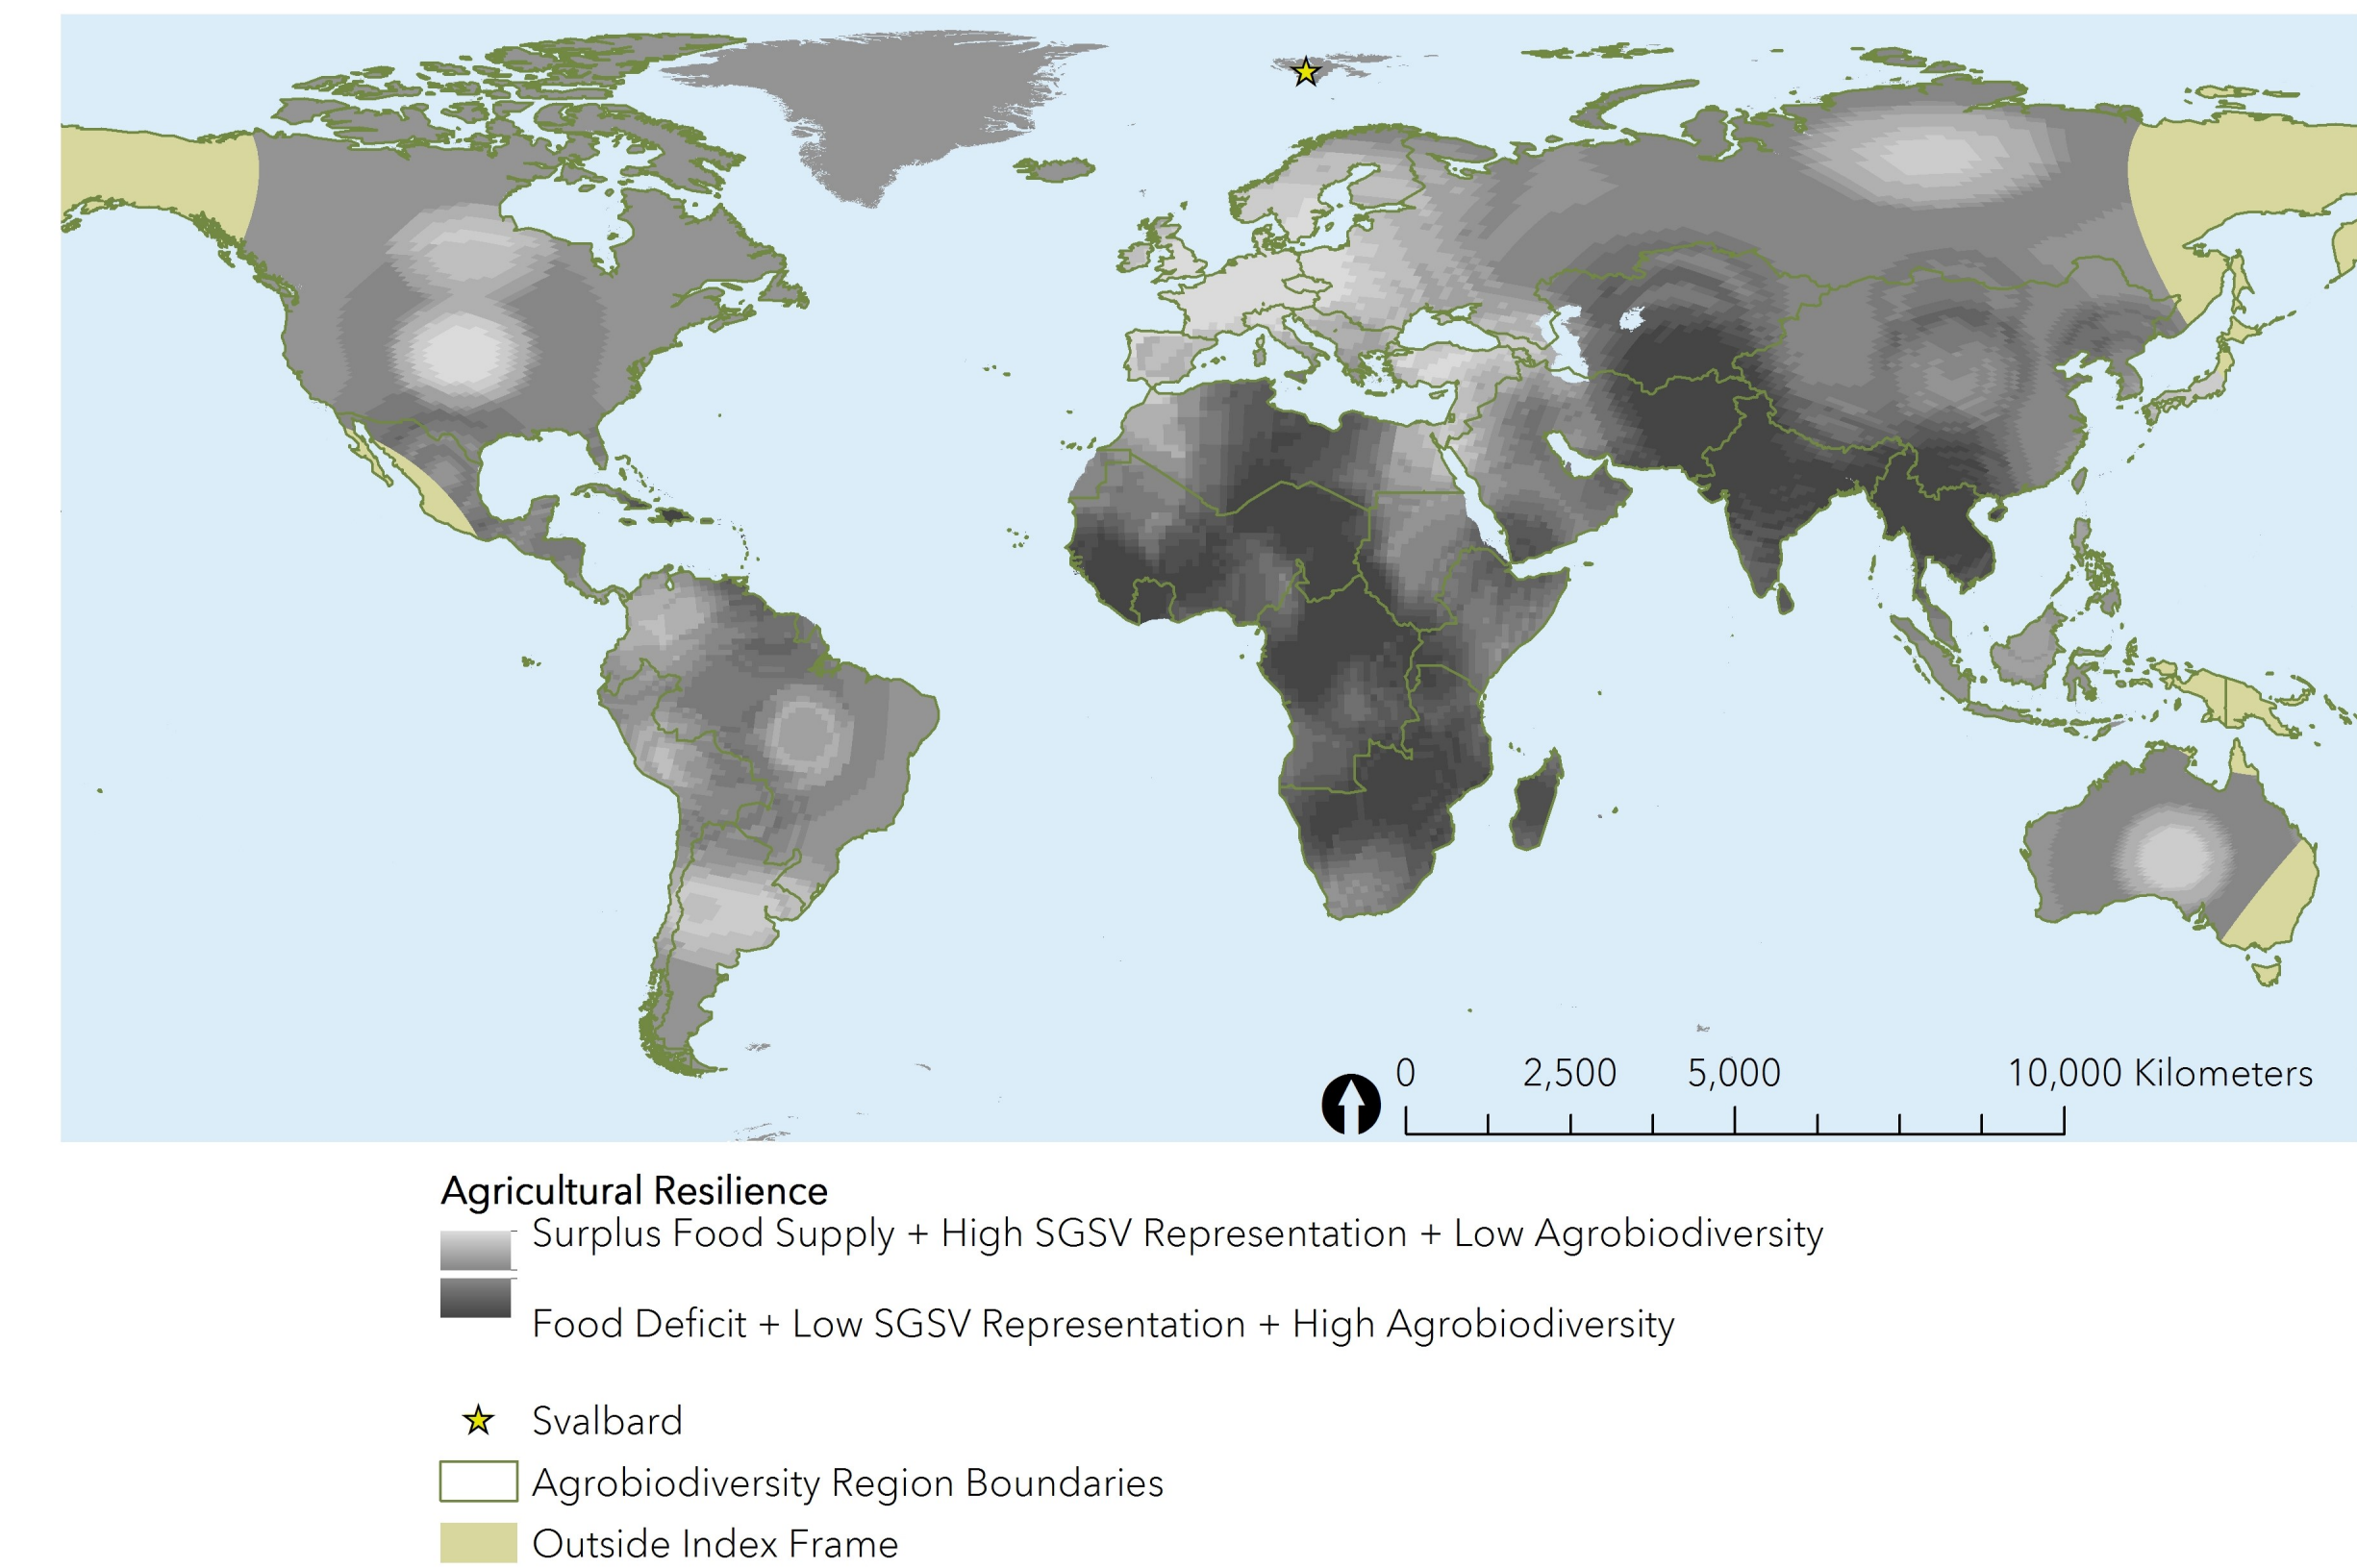 0 2,500 5,000 10,000 Kilometers
Agricultural Resilience
Surplus Food Supply + High SGSV Representation + Low Agrobiodiversity
Food Deficit + Low SGSV Representation + High Agrobiodiversity
Svalbard
Agrobiodiversity Region Boundaries
Outside Index Frame